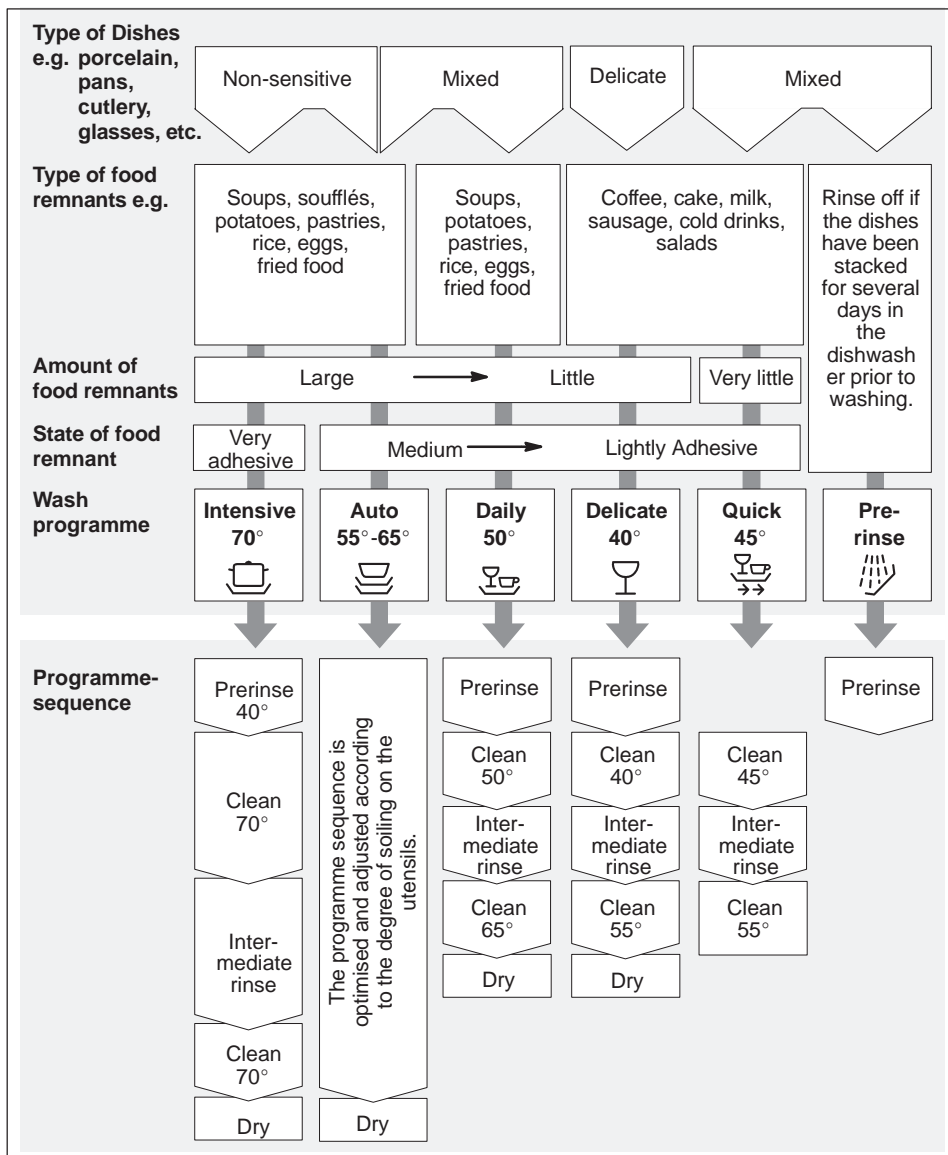 Type of Dishes
e.g. porcelain,
pans,
cutlery,
glasses, etc.
Non-sensitive
Mixed
Delicate
Mixed
Type of food
remnants e.g.
Soups, soufflés,
potatoes, pastries,
rice, eggs,
fried food
Soups,
potatoes,
pastries,
rice, eggs,
fried food
Coffee, cake, milk,
sausage, cold drinks,
salads
Rinse off if
the dishes
have been
stacked
for several
days in
the
dishwash
er prior to
washing.
Amount of
food remnants
Large
Little
Very little
State of food
remnant
Very
adhesive
Medium
Lightly Adhesive
Wash
programme
Intensive
70°
Auto
55°-65°
Daily
50°
Delicate
40°
Quick
45°
Pre-
rinse
Programme-
sequence
Prerinse
40°
Clean
70°
Inter-
mediate
rinse
Clean
70°
Dry
The programme sequence is
optimised and adjusted according
to the degree of soiling on the
utensils.
Dry
Prerinse
Clean
50°
Inter-
mediate
rinse
Clean
65°
Dry
Prerinse
Clean
40°
Inter-
mediate
rinse
Clean
55°
Dry
Clean
45°
Inter-
mediate
rinse
Clean
55°
Prerinse